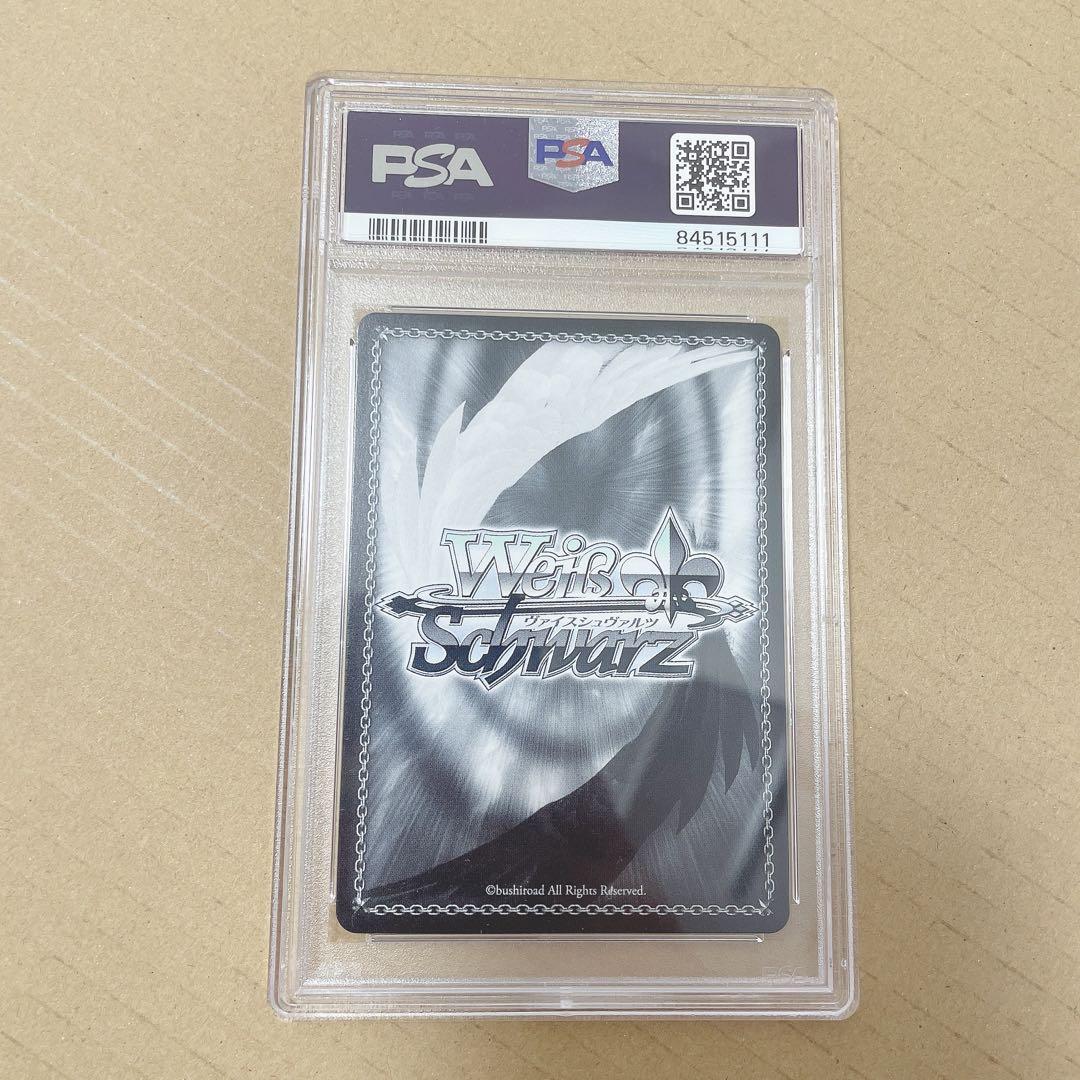 PSA
PSA
84515111
Weiß
ヴァイスシュヴァルツ
Schwarz
©bushiroad All Rights Reserved.